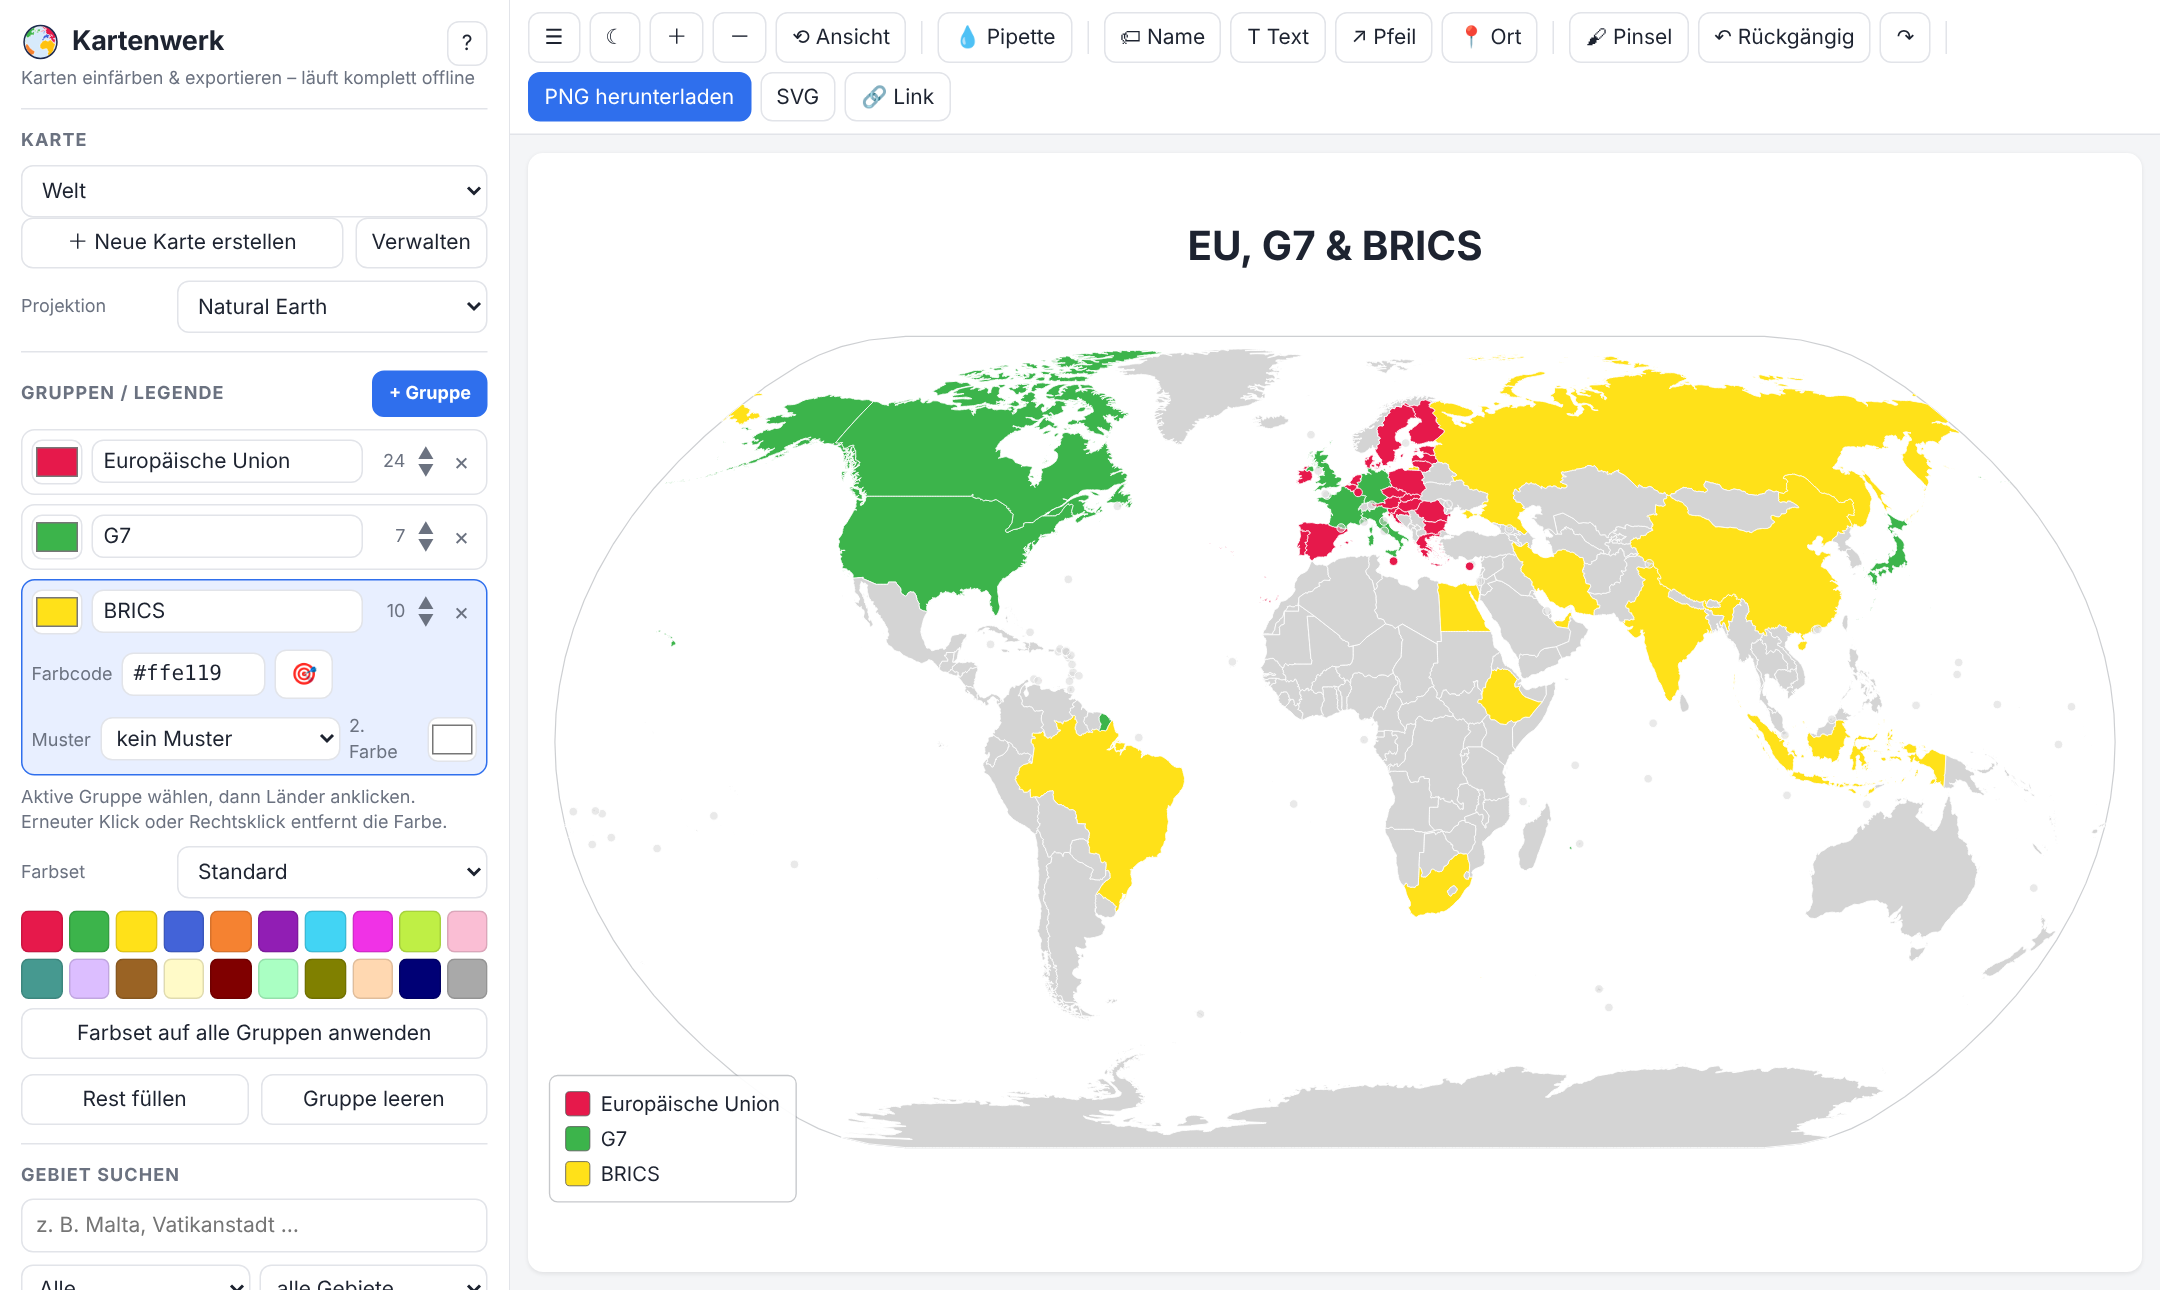 Kartenwerk
?
Karten einfärben & exportieren – läuft komplett offline
KARTE
Welt
+ Neue Karte erstellen
Verwalten
Projektion
Natural Earth
GRUPPEN / LEGENDE
+ Gruppe
Europäische Union
24
G7
7
BRICS
10
Farbcode
#ffe119
Muster
kein Muster
2. Farbe
Aktive Gruppe wählen, dann Länder anklicken.
Erneuter Klick oder Rechtsklick entfernt die Farbe.
Farbset
Standard
Farbset auf alle Gruppen anwenden
Rest füllen
Gruppe leeren
GEBIET SUCHEN
z. B. Malta, Vatikanstadt ...
Alle
alle Gebiete
Ansicht
Pipette
Name
T Text
Pfeil
Ort
Pinsel
Rückgängig
PNG herunterladen
SVG
Link
EU, G7 & BRICS
Europäische Union
G7
BRICS